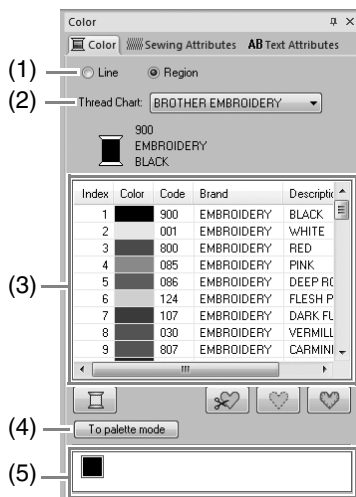 Color
Color Sewing Attributes AB Text Attributes
(1) Line Region
(2) Thread Chart: BROTHER EMBROIDERY
900
EMBROIDERY
BLACK
(3)
Index Color Code Brand Descriptic
1 900 EMBROIDERY BLACK
2 001 EMBROIDERY WHITE
3 800 EMBROIDERY RED
4 085 EMBROIDERY PINK
5 086 EMBROIDERY DEEP RO
6 124 EMBROIDERY FLESH P
7 107 EMBROIDERY DARK FU
8 030 EMBROIDERY VERMILL
9 807 EMBROIDERY CARMINI
(4) To palette mode
(5)